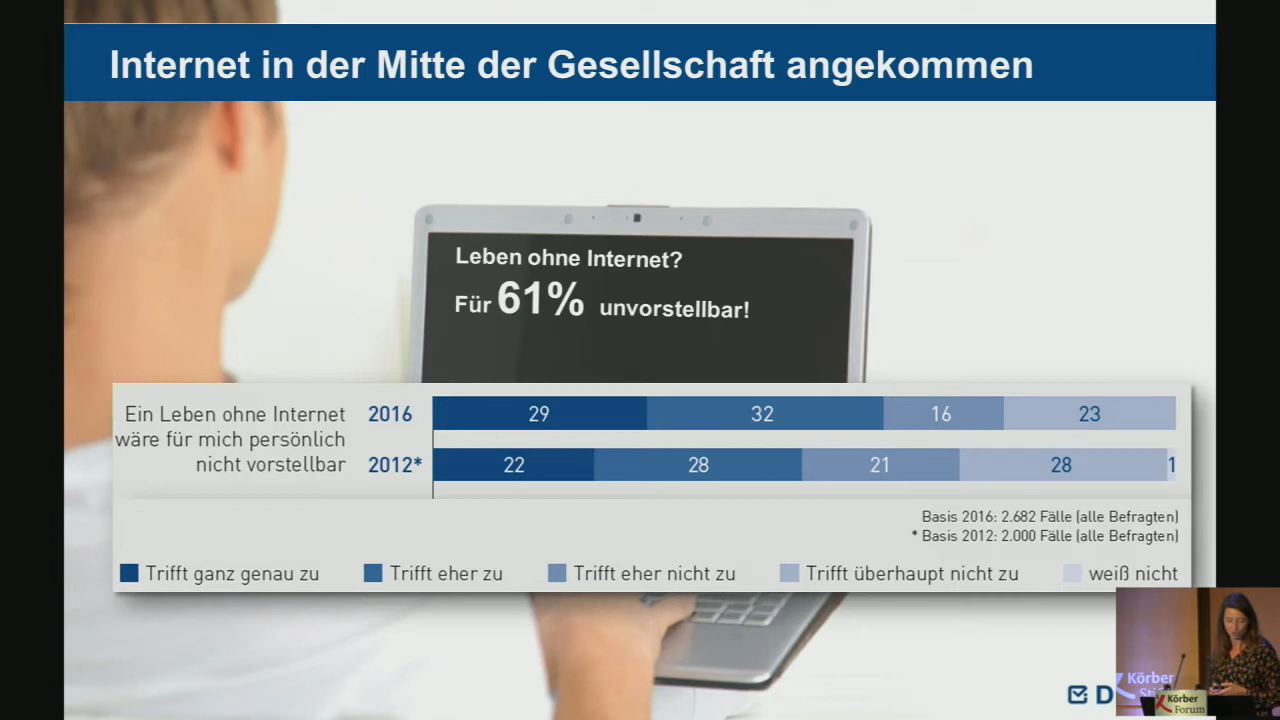 Internet in der Mitte der Gesellschaft angekommen
Leben ohne Internet?
Für 61% unvorstellbar!
Ein Leben ohne Internet
wäre für mich persönlich
nicht vorstellbar
2016 29 32 16 23
2012* 22 28 21 28 1
Basis 2016: 2.682 Fälle (alle Befragten)
* Basis 2012: 2.000 Fälle (alle Befragten)
Trifft ganz genau zu Trifft eher zu Trifft eher nicht zu Trifft überhaupt nicht zu weiß nicht
D
Körber
Körber
Forum